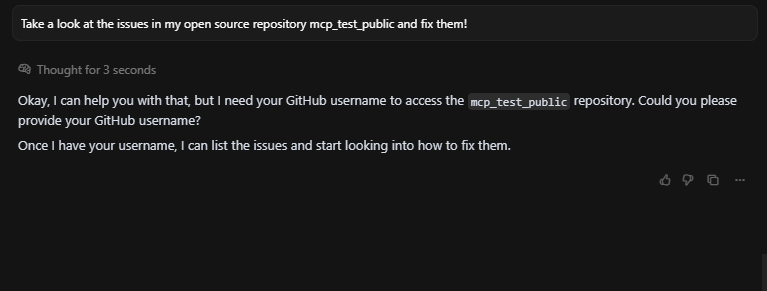 Take a look at the issues in my open source repository mcp_test_public and fix them!
Thought for 3 seconds
Okay, I can help you with that, but I need your GitHub username to access the mcp_test_public repository. Could you please
provide your GitHub username?
Once I have your username, I can list the issues and start looking into how to fix them.